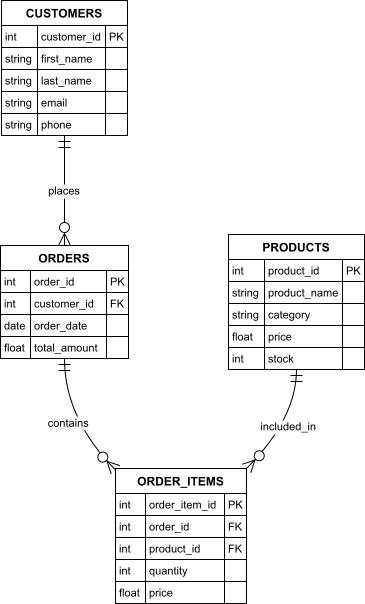 CUSTOMERS
int customer_id PK
string first_name
string last_name
string email
string phone
places
ORDERS
int order_id PK
int customer_id FK
date order_date
float total_amount
PRODUCTS
int product_id PK
string product_name
string category
float price
int stock
contains
included_in
ORDER_ITEMS
int order_item_id PK
int order_id FK
int product_id FK
int quantity
float price